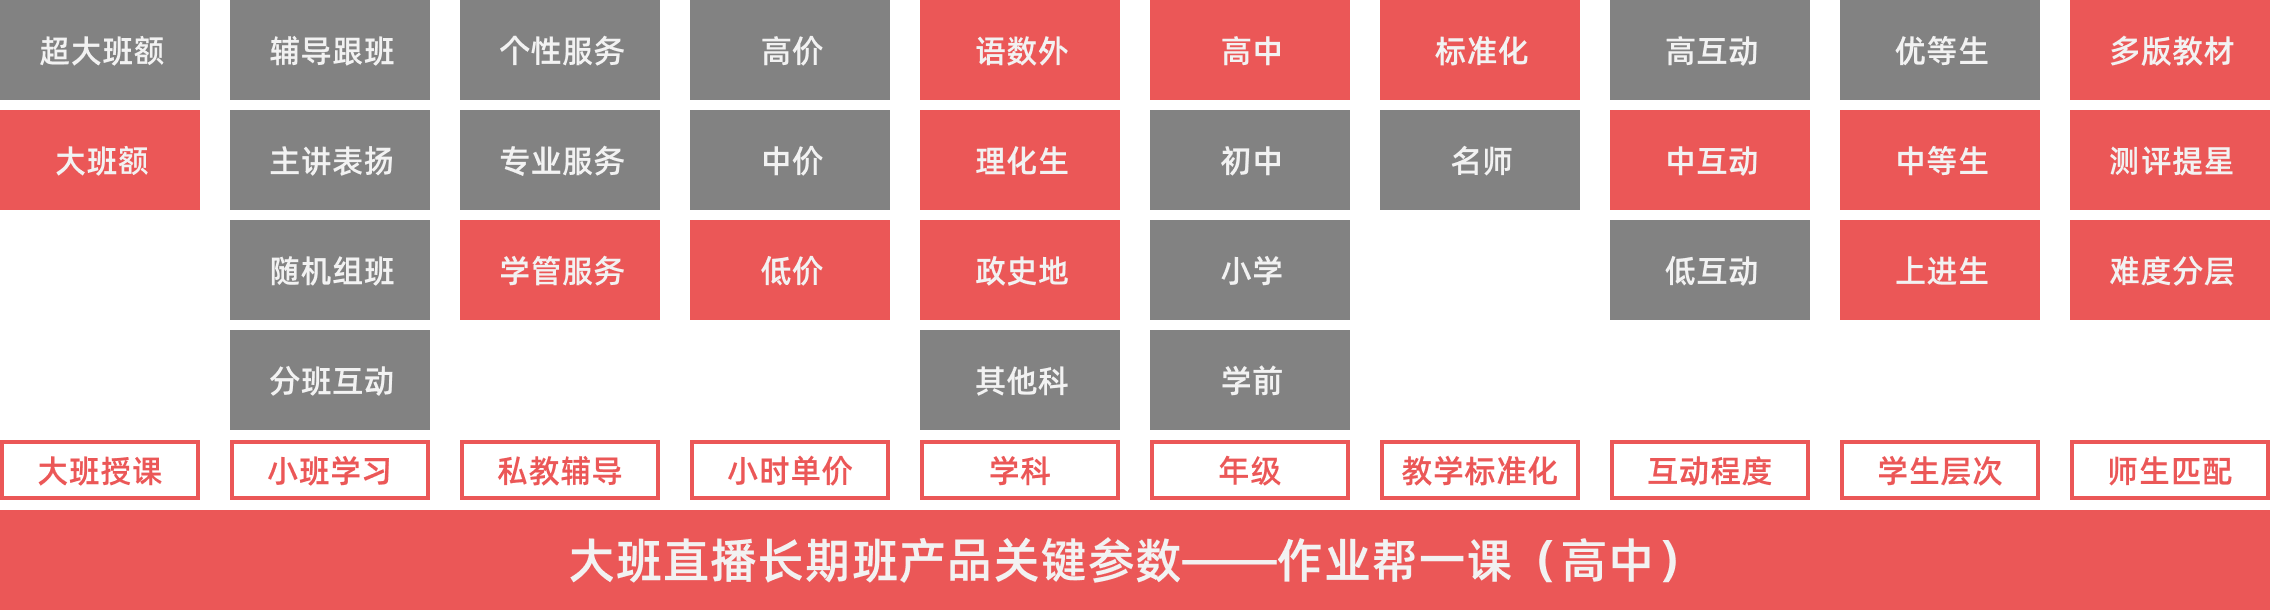 超大班额 辅导跟班 个性服务 高价 语数外 高中 标准化 高互动 优等生 多版教材
大班额 主讲表扬 专业服务 中价 理化生 初中 名师 中互动 中等生 测评提星
随机组班 学管服务 低价 政史地 小学 低互动 上进生 难度分层
分班互动 其他科 学前
大班授课 小班学习 私教辅导 小时单价 学科 年级 教学标准化 互动程度 学生层次 师生匹配
大班直播长期班产品关键参数——作业帮一课（高中）